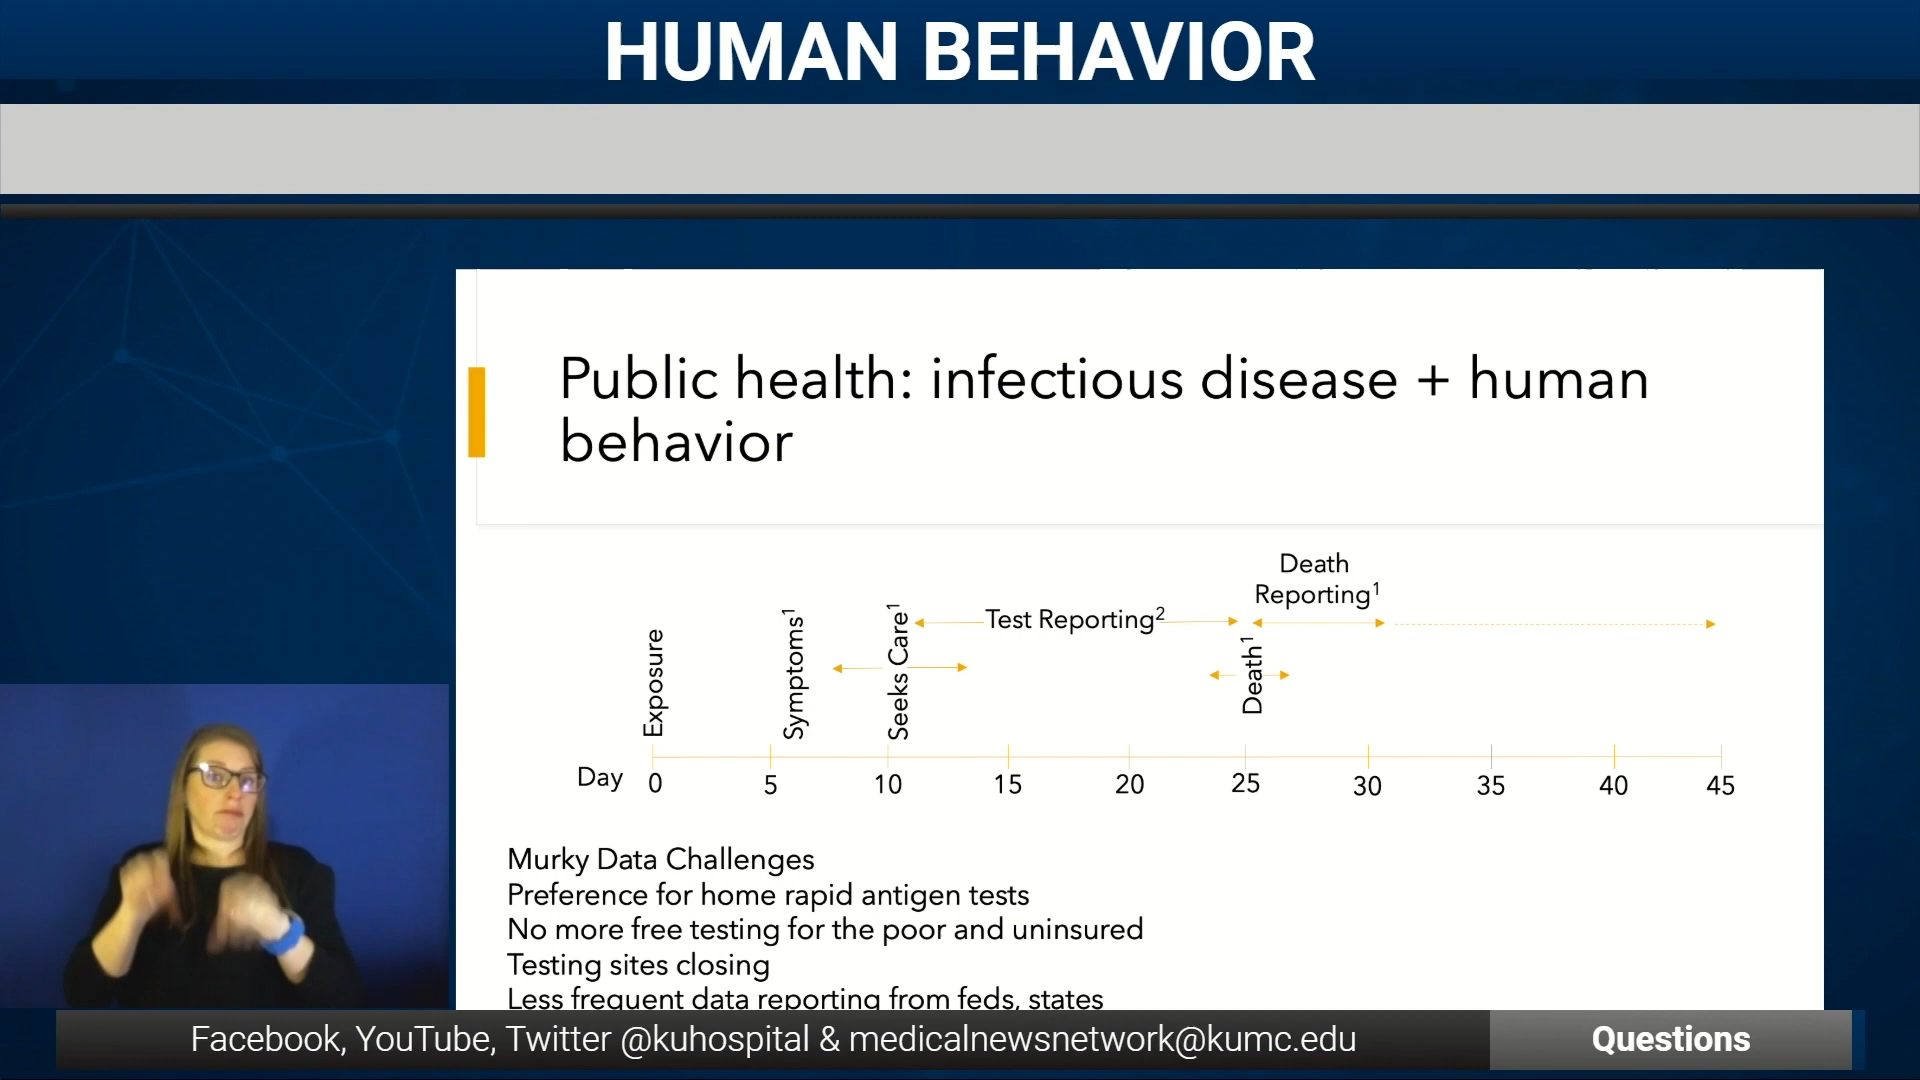 HUMAN BEHAVIOR
Public health: infectious disease + human
behavior
Death
Reporting¹
Test Reporting²
Exposure
Symptoms¹
Seeks Care¹
Death¹
Day 0 5 10 15 20 25 30 35 40 45
Murky Data Challenges
Preference for home rapid antigen tests
No more free testing for the poor and uninsured
Testing sites closing
Less frequent data reporting from feds, states
Facebook, YouTube, Twitter @kuhospital & medicalnewsnetwork@kumc.edu
Questions